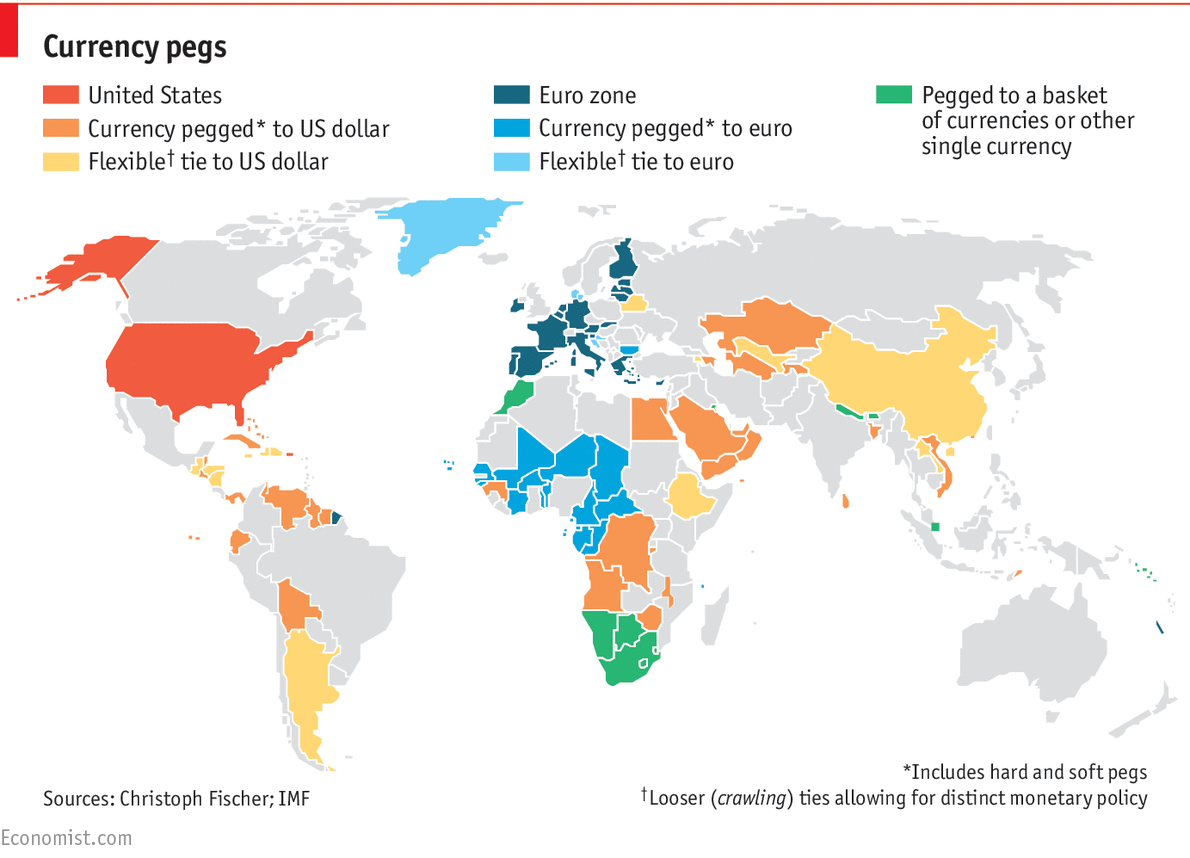 Currency pegs
United States
Currency pegged* to US dollar
Flexible† tie to US dollar
Euro zone
Currency pegged* to euro
Flexible† tie to euro
Pegged to a basket
of currencies or other
single currency
*Includes hard and soft pegs
Sources: Christoph Fischer; IMF
†Looser (crawling) ties allowing for distinct monetary policy
Economist.com